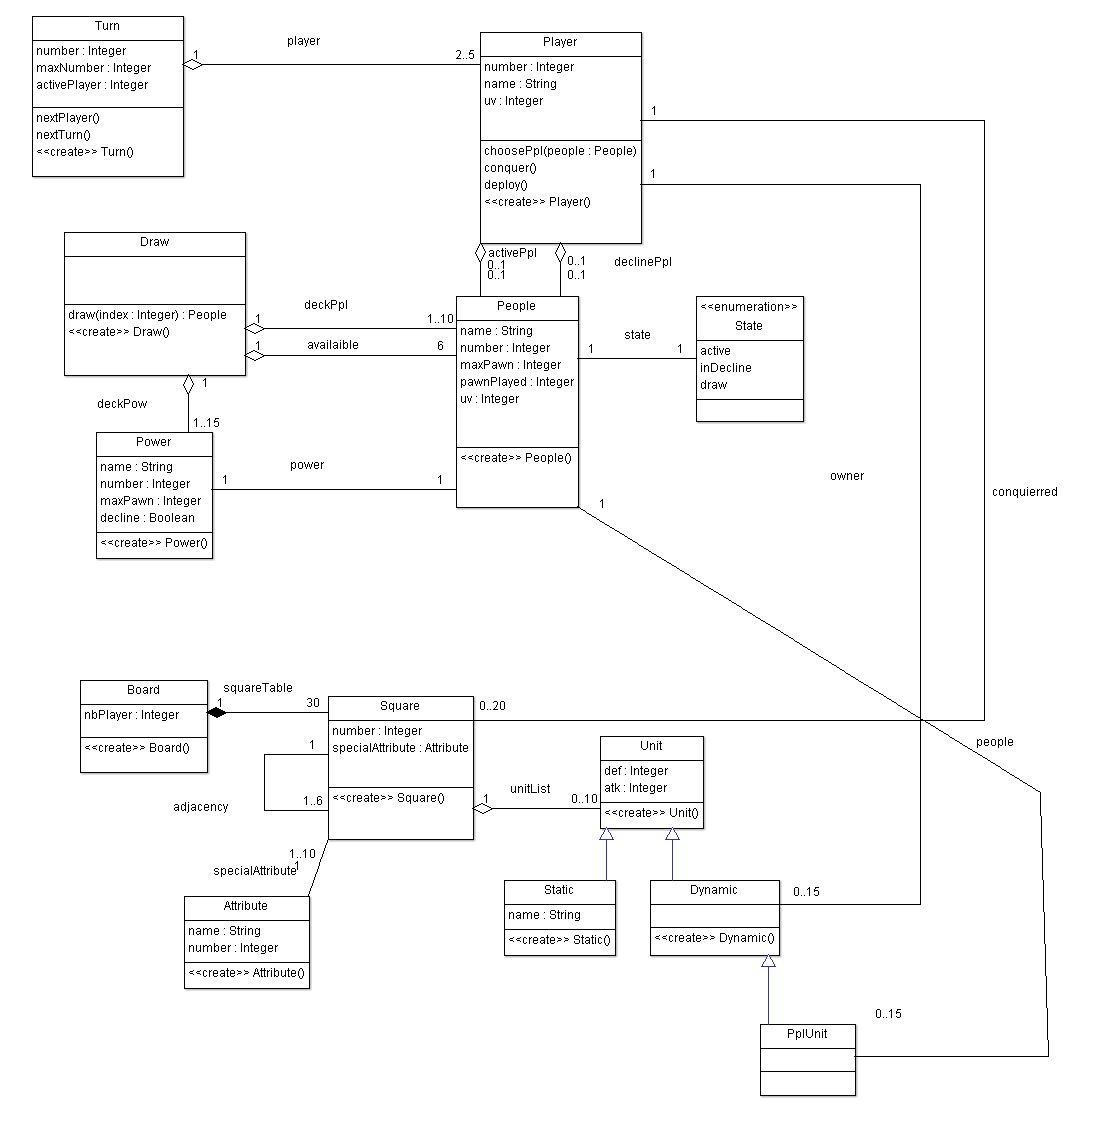 Turn
number : Integer
maxNumber : Integer
activePlayer : Integer
nextPlayer()
nextTurn()
<<create>> Turn()
1
player
2..5
Player
number : Integer
name : String
uv : Integer
choosePpl(people : People)
conquer()
deploy()
<<create>> Player()
1
1
activePpl
0..1
0..1
0..1
0..1
declinePpl
Draw
draw(index : Integer) : People
<<create>> Draw()
1
deckPpl
1..10
1
availaible
6
1
deckPow
1..15
People
name : String
number : Integer
maxPawn : Integer
pawnPlayed : Integer
uv : Integer
<<create>> People()
1
state
1
<<enumeration>>
State
active
inDecline
draw
Power
name : String
number : Integer
maxPawn : Integer
decline : Boolean
<<create>> Power()
1
power
1
1
owner
conquierred
Board
nbPlayer : Integer
<<create>> Board()
squareTable
1
30
Square
number : Integer
specialAttribute : Attribute
<<create>> Square()
0..20
1
adjacency
1..6
1
unitList
0..10
Unit
def : Integer
atk : Integer
<<create>> Unit()
people
1..10
1
specialAttribute
Attribute
name : String
number : Integer
<<create>> Attribute()
Static
name : String
<<create>> Static()
Dynamic
<<create>> Dynamic()
0..15
0..15
PplUnit